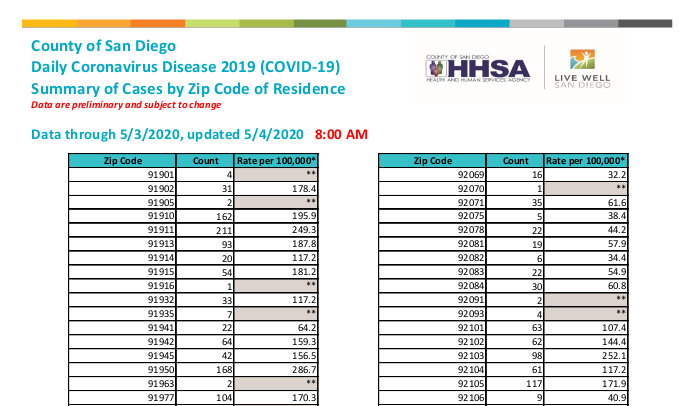 County of San Diego
Daily Coronavirus Disease 2019 (COVID-19)
Summary of Cases by Zip Code of Residence
Data are preliminary and subject to change
COUNTY OF SAN DIEGO
HHSA
HEALTH AND HUMAN SERVICES AGENCY
LIVE WELL
SAN DIEGO
Data through 5/3/2020, updated 5/4/2020 8:00 AM
Zip Code Count Rate per 100,000*
91901 4 **
91902 31 178.4
91905 2 **
91910 162 195.9
91911 211 249.3
91913 93 187.8
91914 20 117.2
91915 54 181.2
91916 1 **
91932 33 117.2
91935 7 **
91941 22 64.2
91942 64 159.3
91945 42 156.5
91950 168 286.7
91963 2 **
91977 104 170.3
Zip Code Count Rate per 100,000*
92069 16 32.2
92070 1 **
92071 35 61.6
92075 5 38.4
92078 22 44.2
92081 19 57.9
92082 6 34.4
92083 22 54.9
92084 30 60.8
92091 2 **
92093 4 **
92101 63 107.4
92102 62 144.4
92103 98 252.1
92104 61 117.2
92105 117 171.9
92106 9 40.9